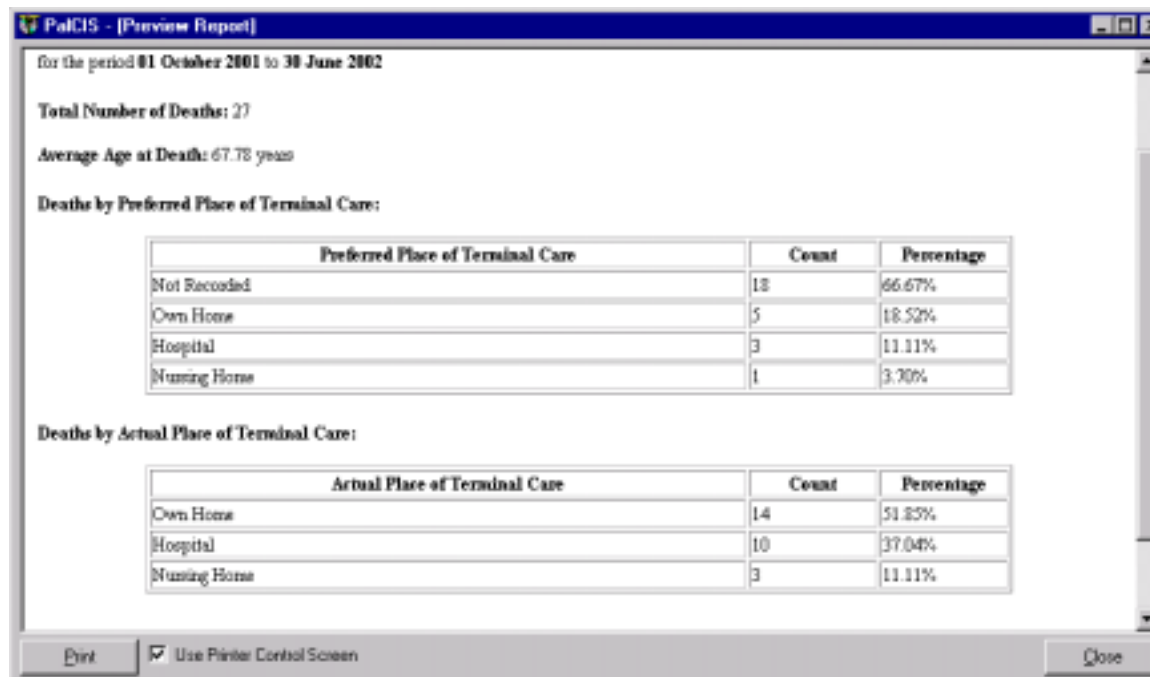 PalCIS - [Preview Report]
for the period 01 October 2001 to 30 June 2002
Total Number of Deaths: 27
Average Age at Death: 67.78 years
Deaths by Preferred Place of Terminal Care:
Preferred Place of Terminal Care Count Percentage
Not Recorded 18 66.67%
Own Home 5 18.52%
Hospital 3 11.11%
Nursing Home 1 3.70%
Deaths by Actual Place of Terminal Care:
Actual Place of Terminal Care Count Percentage
Own Home 14 51.85%
Hospital 10 37.04%
Nursing Home 3 11.11%
Print Use Printer Control Screen Close